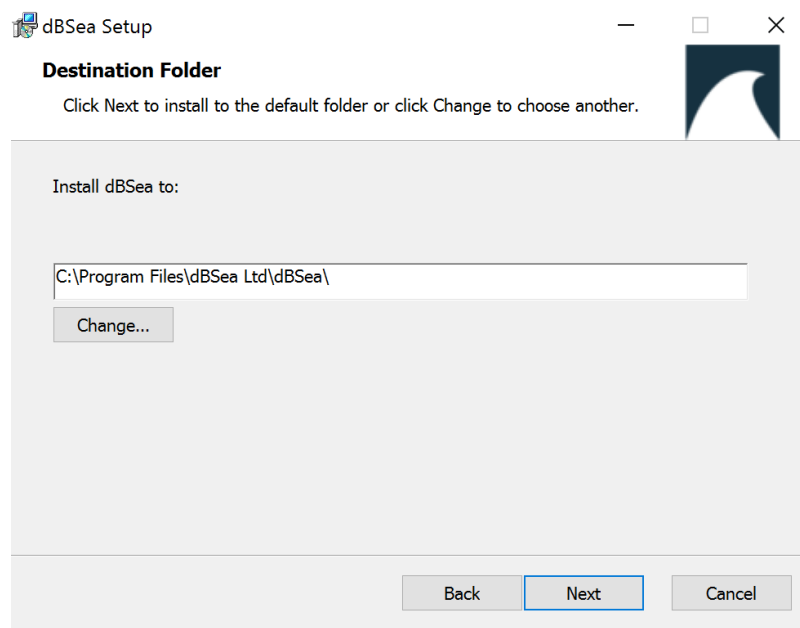 dBSea Setup
Destination Folder
Click Next to install to the default folder or click Change to choose another.
Install dBSea to:
C:\Program Files\dBSea Ltd\dBSea\
Change...
Back Next Cancel